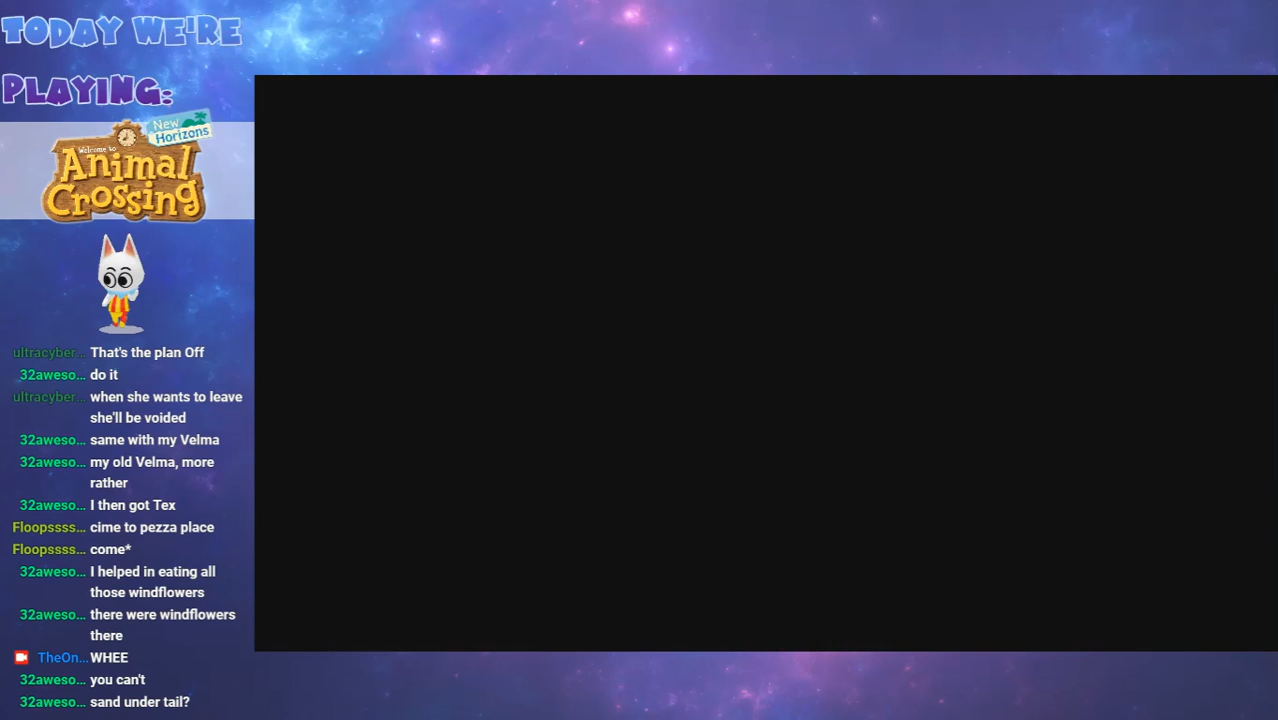 TODAY WE'RE
PLAYING:
New
Horizons
Welcome to
Animal
Crossing
ultracyber… That's the plan Off
32aweso… do it
ultracyber… when she wants to leave
she'll be voided
32aweso… same with my Velma
32aweso… my old Velma, more
rather
32aweso… I then got Tex
Floopssss… cime to pezza place
Floopssss… come*
32aweso… I helped in eating all
those windflowers
32aweso… there were windflowers
there
TheOn… WHEE
32aweso… you can't
32aweso… sand under tail?